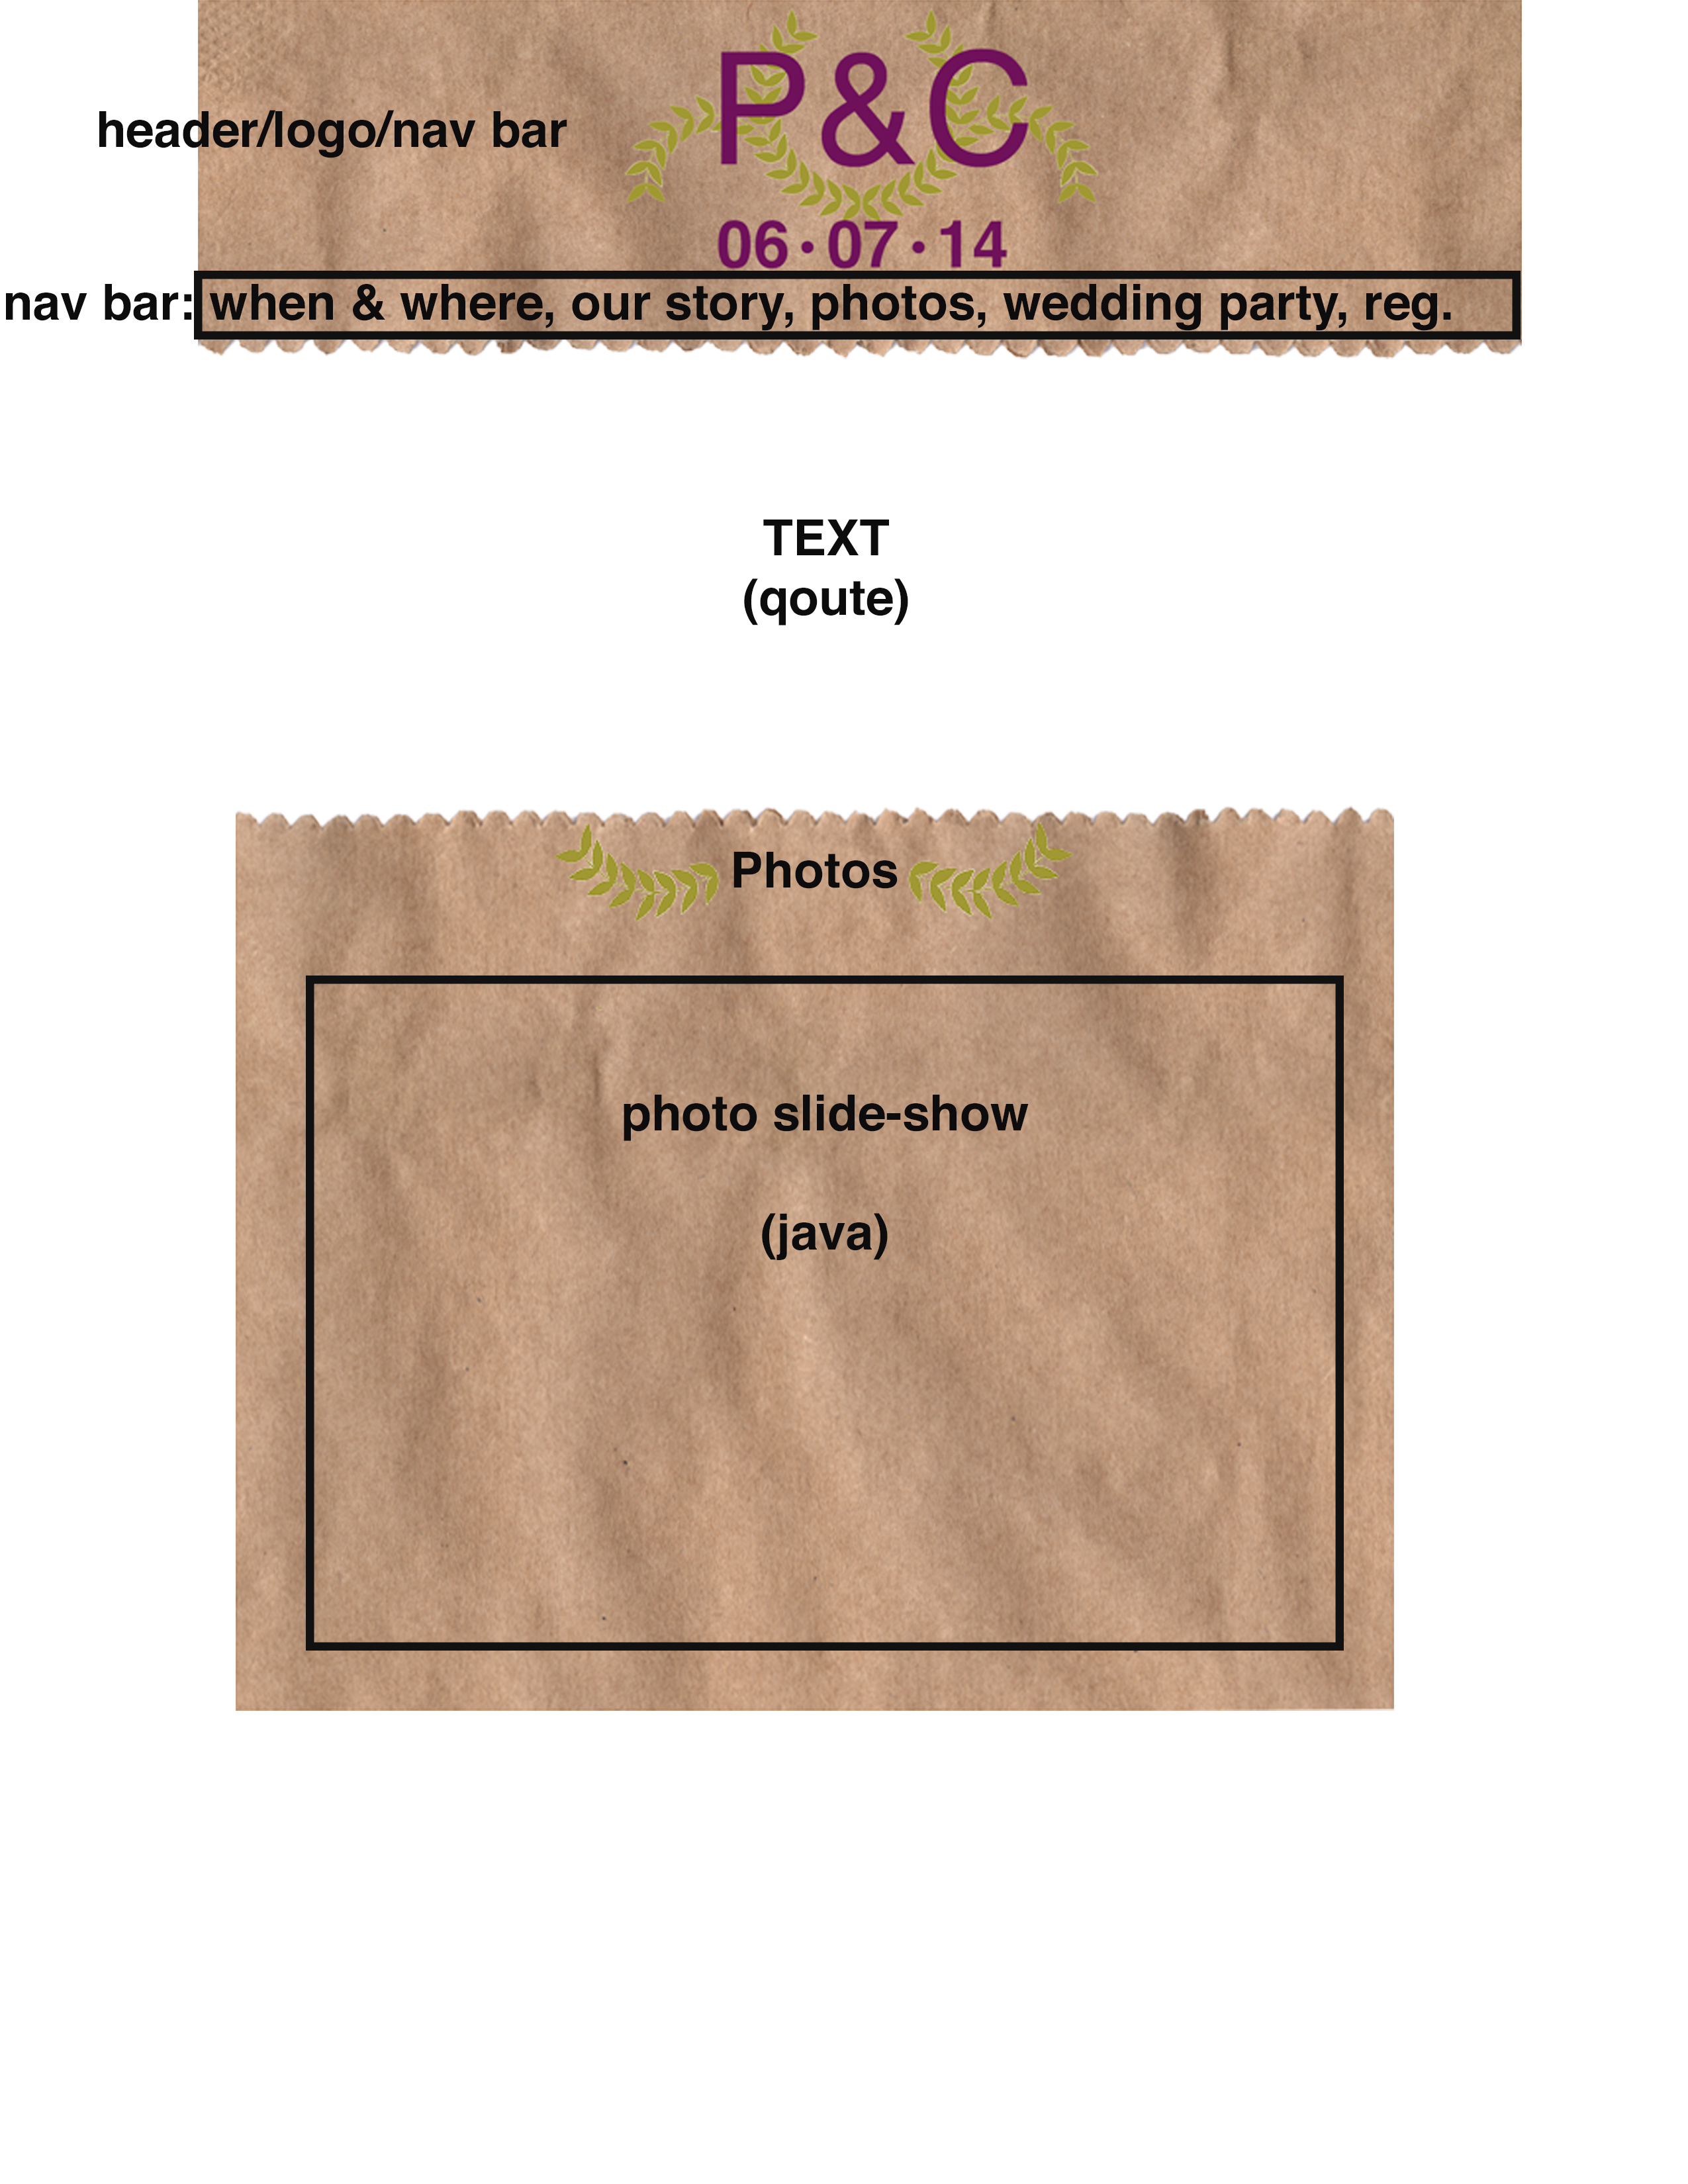 P&C
header/logo/nav bar
06·07·14
nav bar: when & where, our story, photos, wedding party, reg.
TEXT
(qoute)
Photos
photo slide-show
(java)